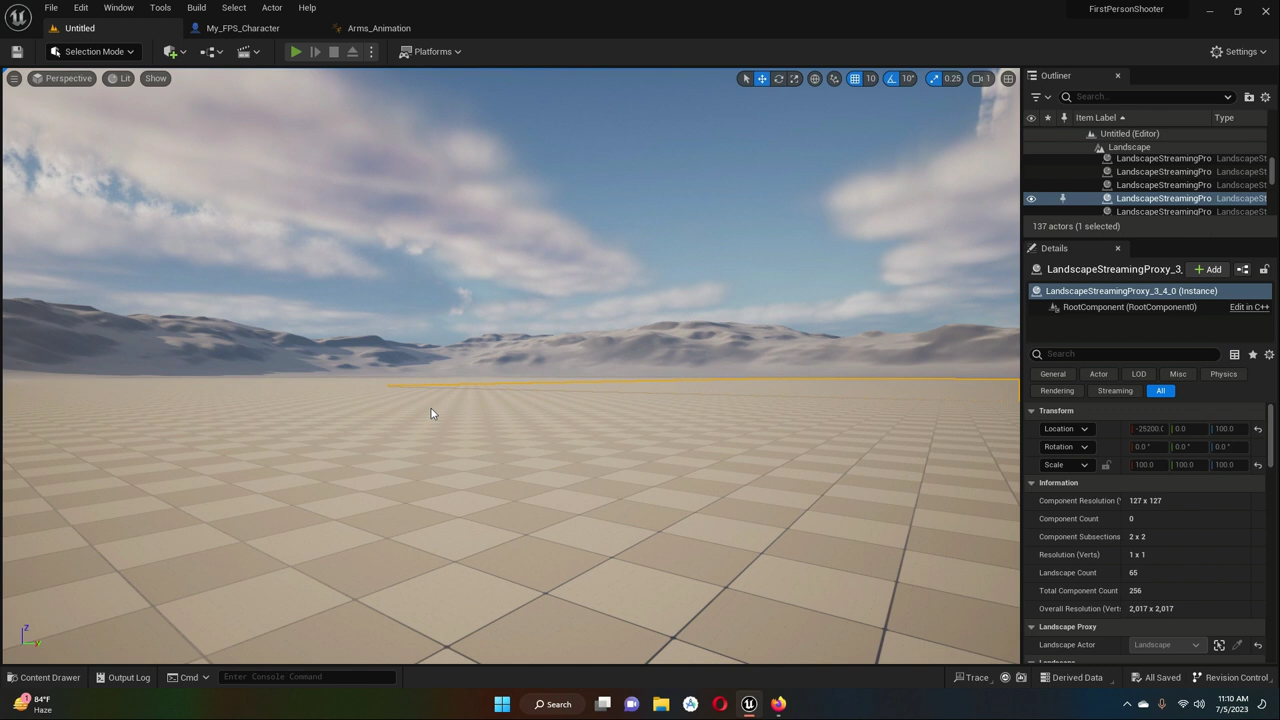 File Edit Window Tools Build Select Actor Help
FirstPersonShooter
Untitled
My_FPS_Character
Arms_Animation
Selection Mode
Platforms
Settings
Perspective
Lit
Show
10
10°
0.25
1
Outliner
Search...
Item Label
Type
Untitled (Editor)
Landscape
LandscapeStreamingPro LandscapeSt
LandscapeStreamingPro LandscapeSt
LandscapeStreamingPro LandscapeSt
LandscapeStreamingPro LandscapeSt
LandscapeStreamingPro LandscapeSt
137 actors (1 selected)
Details
LandscapeStreamingProxy_3_
Add
LandscapeStreamingProxy_3_4_0 (Instance)
RootComponent (RootComponent0) Edit in C++
Search
General Actor LOD Misc Physics
Rendering Streaming All
Transform
Location -25200.( 0.0 100.0
Rotation 0.0 ° 0.0 ° 0.0 °
Scale 100.0 100.0 100.0
Information
Component Resolution (\ 127 x 127
Component Count 0
Component Subsections 2 x 2
Resolution (Verts) 1 x 1
Landscape Count 65
Total Component Count 256
Overall Resolution (Vert: 2,017 x 2,017
Landscape Proxy
Landscape Actor Landscape
Landscape
Z
Y
Content Drawer
Output Log
Cmd
Enter Console Command
Trace
Derived Data
All Saved
Revision Control
1
84°F
Haze
Search
11:10 AM
7/5/2023